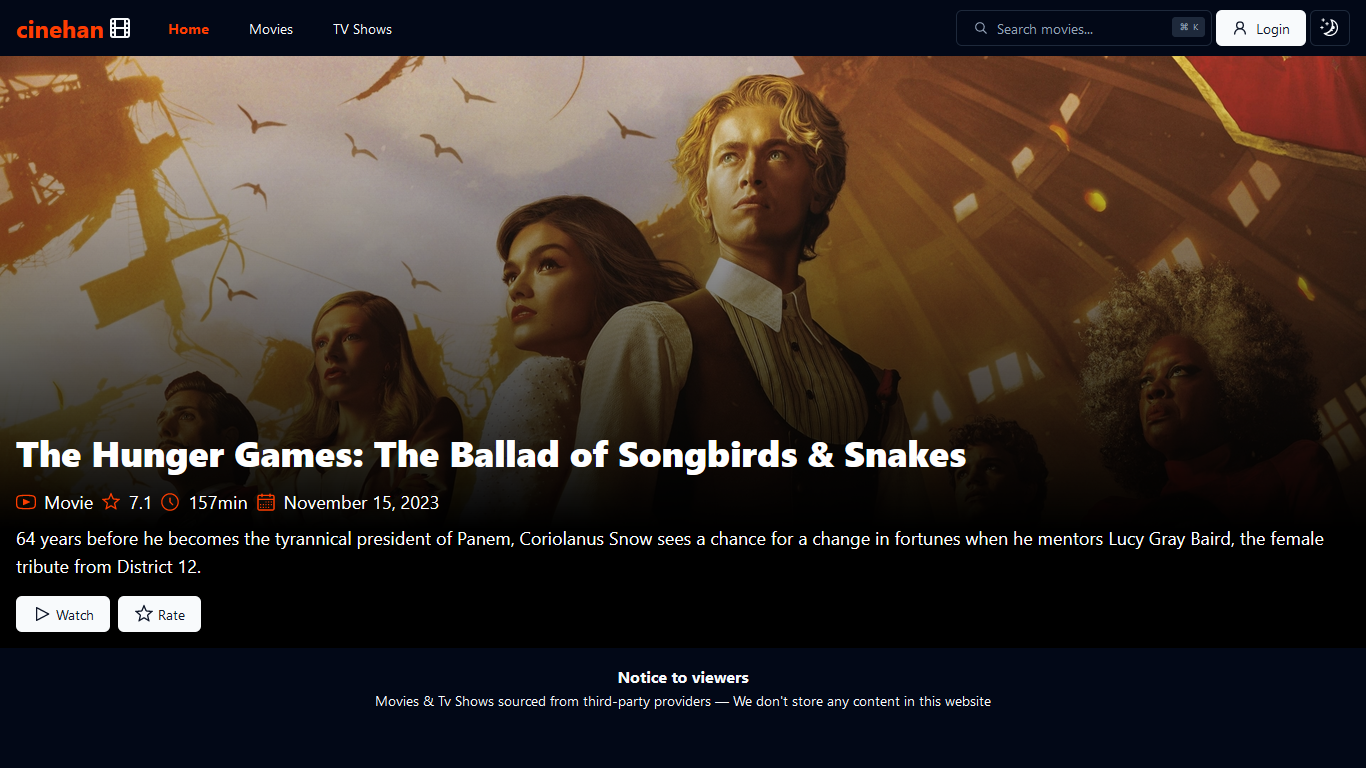 cinehan
Home
Movies
TV Shows
Search movies...
⌘ K
Login
The Hunger Games: The Ballad of Songbirds & Snakes
Movie 7.1 157min November 15, 2023
64 years before he becomes the tyrannical president of Panem, Coriolanus Snow sees a chance for a change in fortunes when he mentors Lucy Gray Baird, the female
tribute from District 12.
Watch
Rate
Notice to viewers
Movies & Tv Shows sourced from third-party providers — We don't store any content in this website